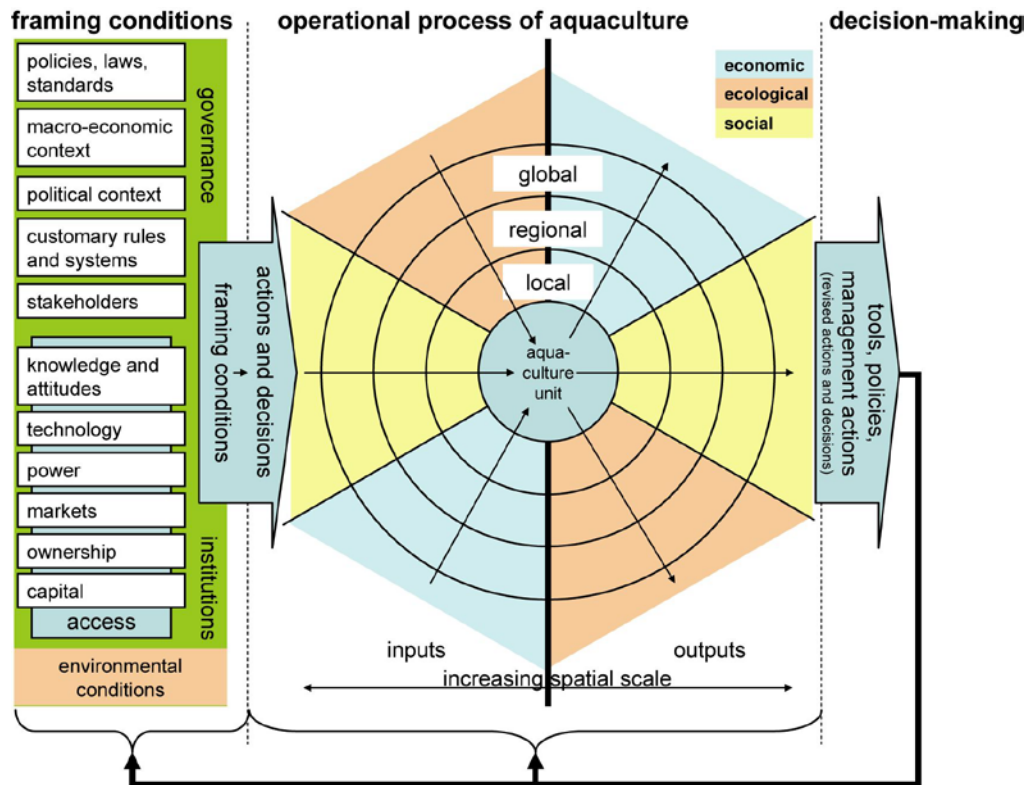 framing conditions
operational process of aquaculture
decision-making
policies, laws,
standards
macro-economic
context
political context
customary rules
and systems
stakeholders
knowledge and
attitudes
technology
power
markets
ownership
capital
access
governance
institutions
environmental
conditions
framing conditions
actions and decisions
economic
ecological
social
global
regional
local
aqua-
culture
unit
inputs
outputs
increasing spatial scale
tools, policies,
management actions
(revised actions and decisions)